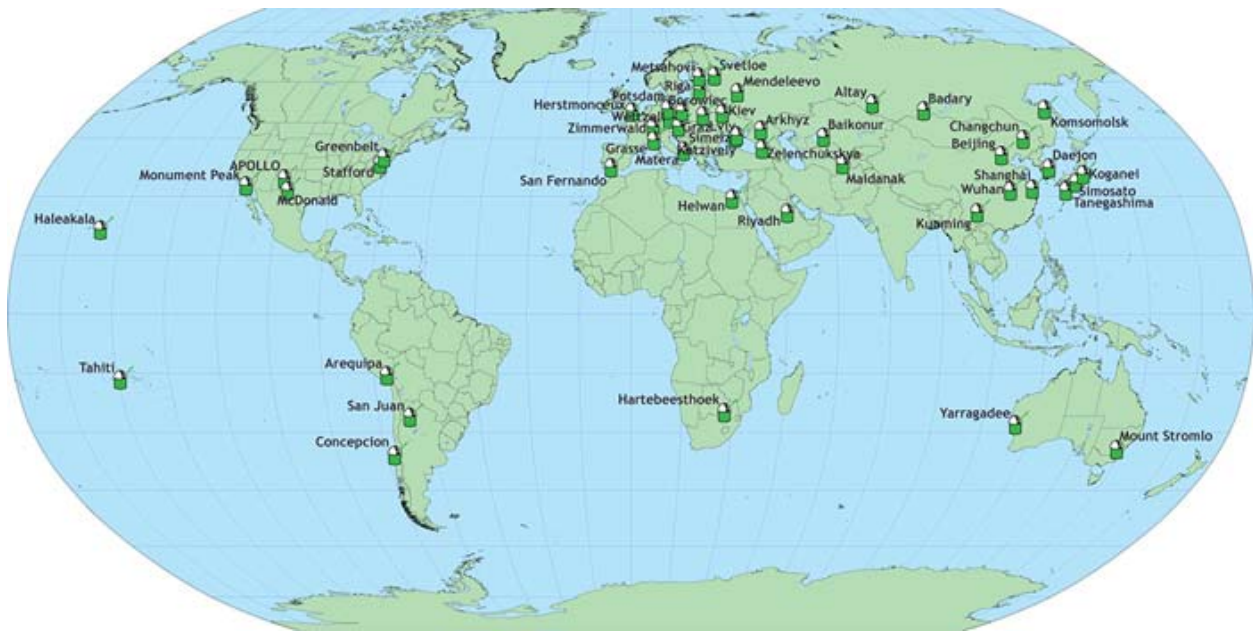 Metsahovi
Svetloe
Mendeleevo
Riga
Potsdam
Borowiec
Herstmonceux
Kiev
Altay
Badary
Komsomolsk
Zimmerwald
Graz
Lviv
Simeiz
Arkhyz
Baikonur
Changchun
Beijing
Greenbelt
Stafford
Grasse
Matera
Katzively
Zelenchukskya
Daejon
APOLLO
Monument Peak
McDonald
San Fernando
Maidanak
Shanghai
Koganei
Wuhan
Simosato
Tanegashima
Haleakala
Helwan
Riyadh
Kunming
Tahiti
Arequipa
San Juan
Hartebeesthoek
Yarragadee
Concepcion
Mount Stromlo